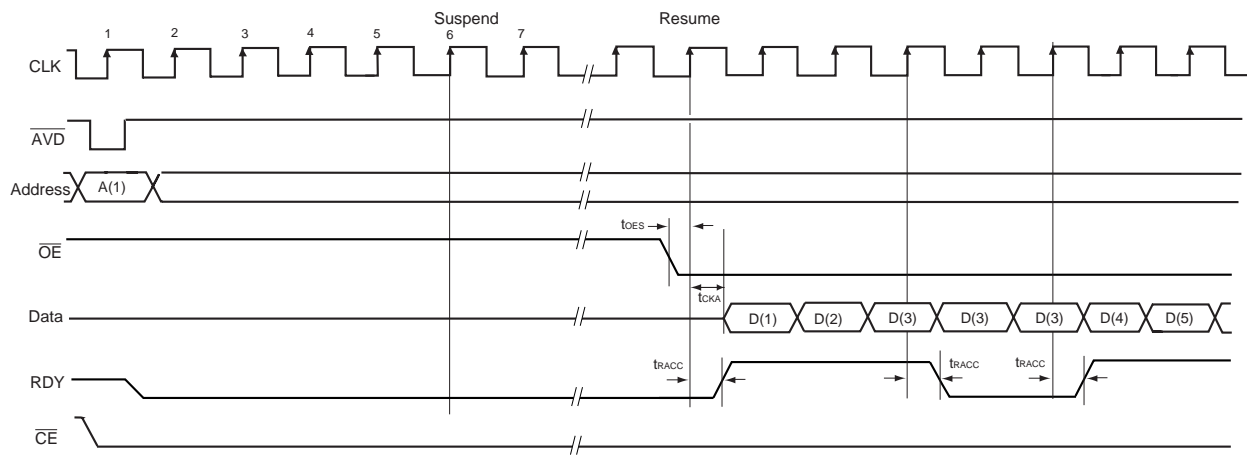 Suspend Resume
1 2 3 4 5 6 7
CLK
AVD
Address A(1)
tOES
OE
tCKA
Data D(1) D(2) D(3) D(3) D(3) D(4) D(5)
tRACC tRACC tRACC
RDY
CE